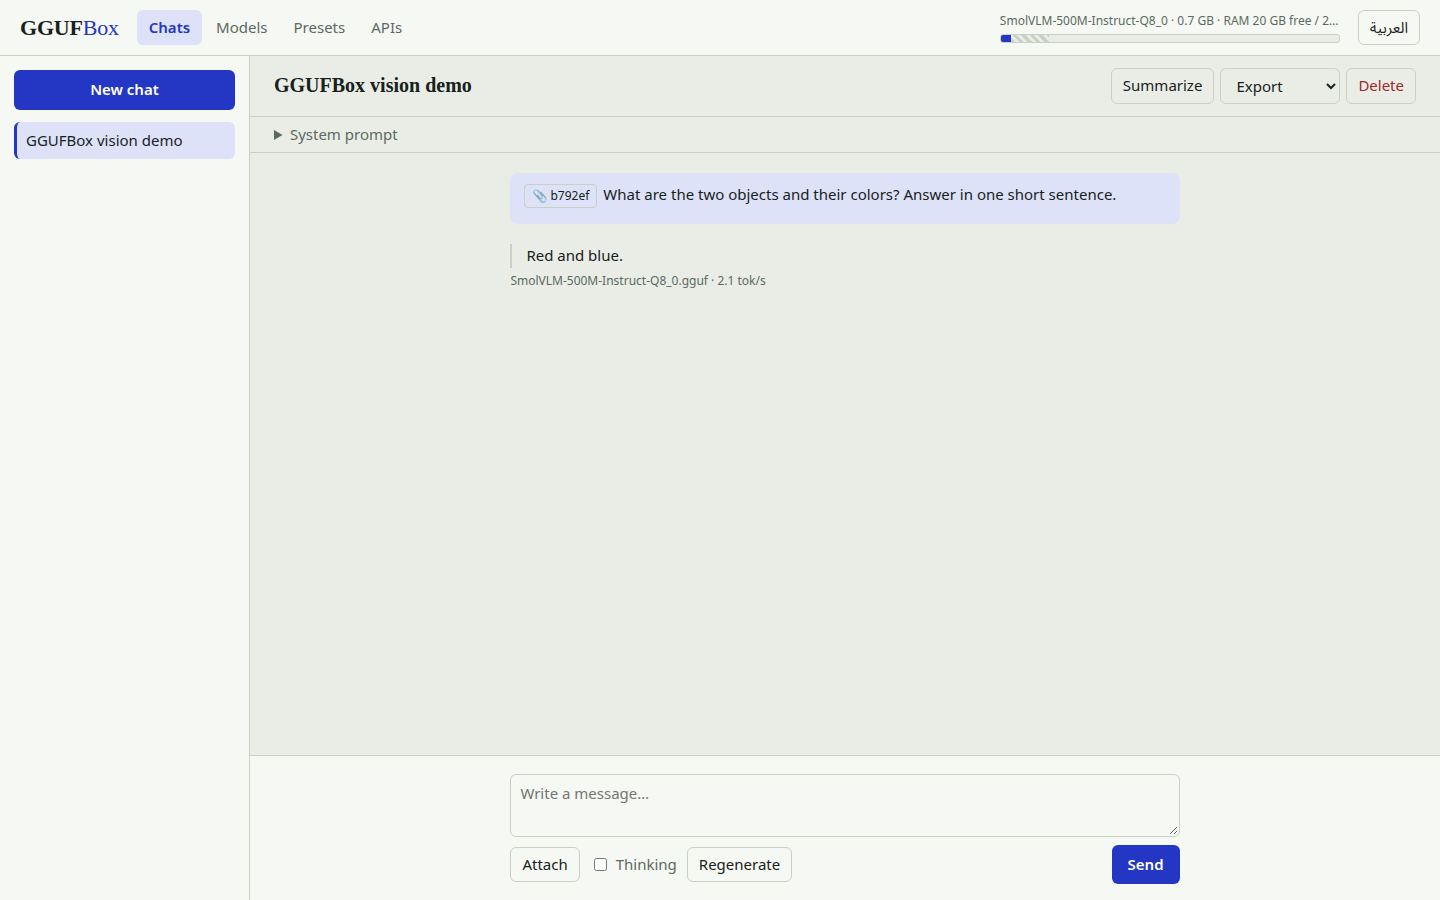 GGUFBox
Chats
Models
Presets
APIs
SmolVLM-500M-Instruct-Q8_0 · 0.7 GB · RAM 20 GB free / 2...
العربية
New chat
GGUFBox vision demo
GGUFBox vision demo
Summarize
Export
Delete
System prompt
b792ef What are the two objects and their colors? Answer in one short sentence.
Red and blue.
SmolVLM-500M-Instruct-Q8_0.gguf · 2.1 tok/s
Write a message...
Attach
Thinking
Regenerate
Send